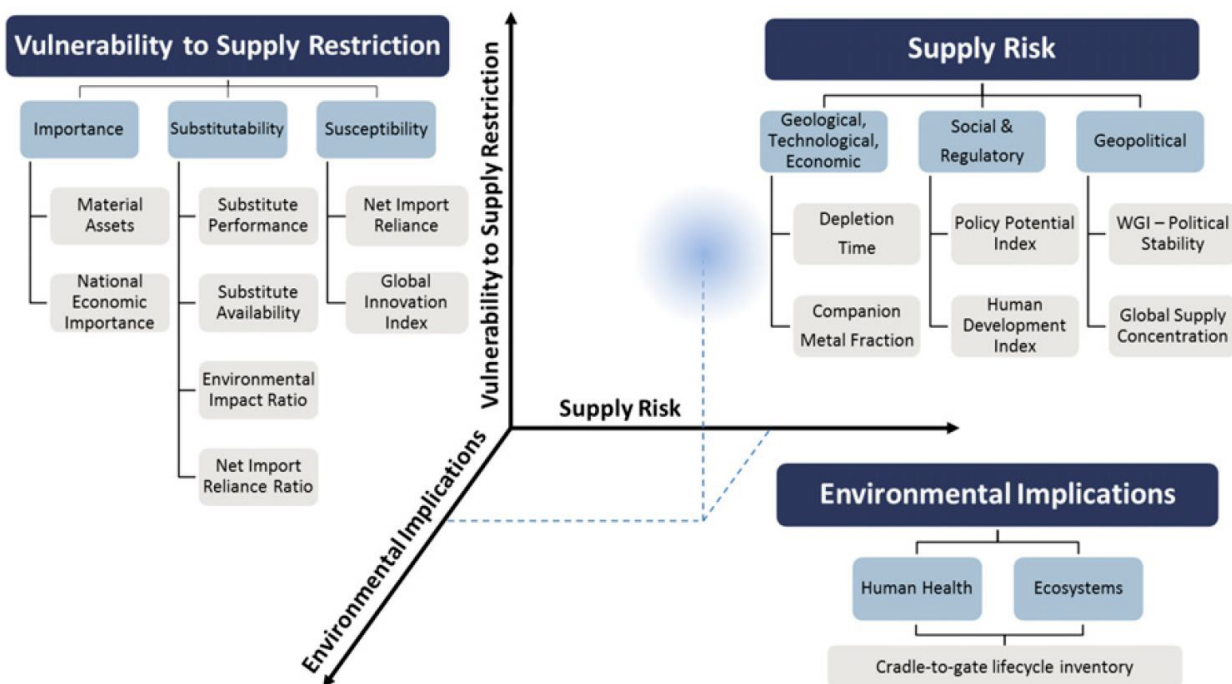 Vulnerability to Supply Restriction
Importance
Substitutability
Susceptibility
Material
Assets
National
Economic
Importance
Substitute
Performance
Substitute
Availability
Environmental
Impact Ratio
Net Import
Reliance Ratio
Net Import
Reliance
Global
Innovation
Index
Vulnerability to Supply Restriction
Supply Risk
Environmental Implications
Supply Risk
Geological,
Technological,
Economic
Social &
Regulatory
Geopolitical
Depletion
Time
Companion
Metal Fraction
Policy Potential
Index
Human
Development
Index
WGI – Political
Stability
Global Supply
Concentration
Environmental Implications
Human Health
Ecosystems
Cradle-to-gate lifecycle inventory